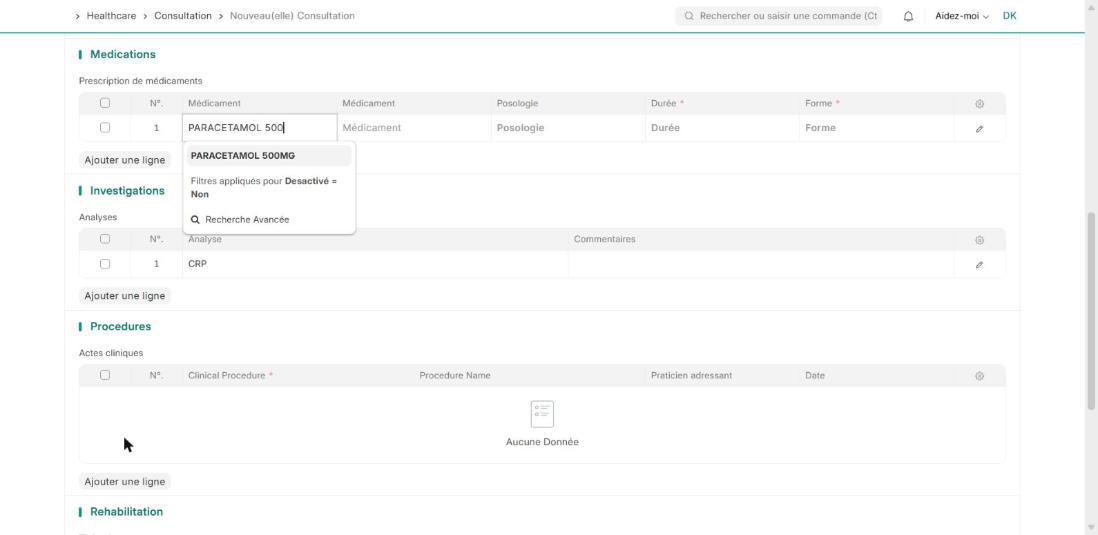 Healthcare > Consultation > Nouveau(elle) Consultation
Rechercher ou saisir une commande (Ct
Aidez-moi
DK
Medications
Prescription de médicaments
N°. Médicament Médicament Posologie Durée * Forme *
1 PARACETAMOL 500 Médicament Posologie Durée Forme
PARACETAMOL 500MG
Ajouter une ligne
Filtres appliqués pour Desactivé =
Non
Recherche Avancée
Investigations
Analyses
N°. Analyse Commentaires
1 CRP
Ajouter une ligne
Procedures
Actes cliniques
N°. Clinical Procedure * Procedure Name Praticien adressant Date
Aucune Donnée
Ajouter une ligne
Rehabilitation